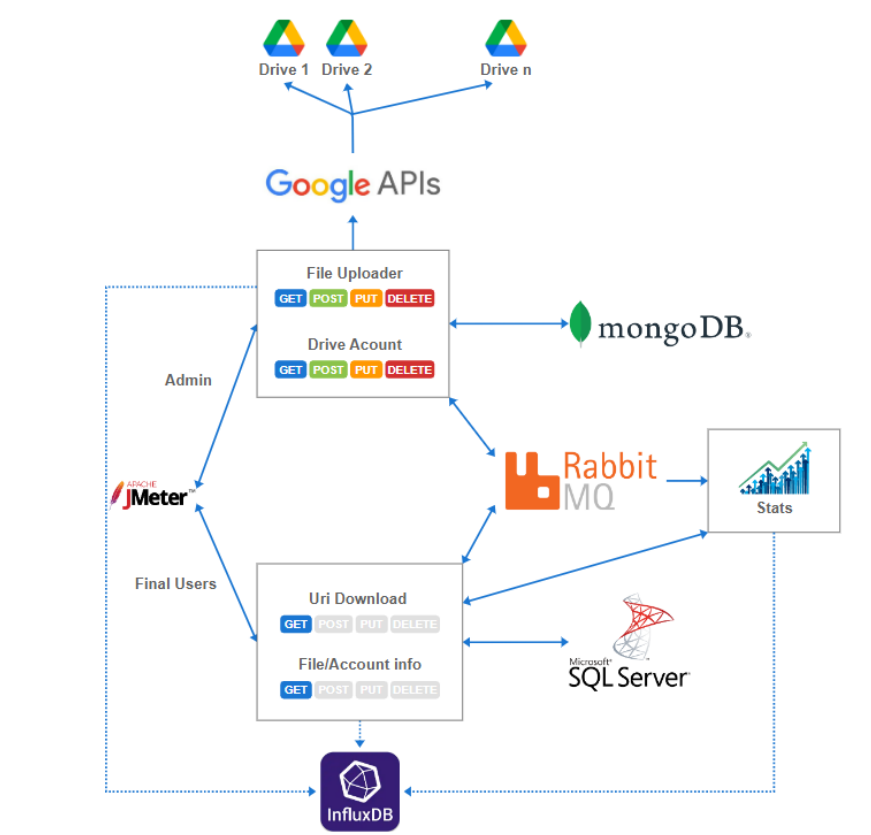 Drive 1
Drive 2
Drive n
Google APIs
File Uploader
GET POST PUT DELETE
Drive Acount
GET POST PUT DELETE
mongoDB®
Admin
Rabbit
MQ
APACHE
JMeter™
Stats
Final Users
Uri Download
GET POST PUT DELETE
File/Account info
GET POST PUT DELETE
Microsoft®
SQL Server®
InfluxDB